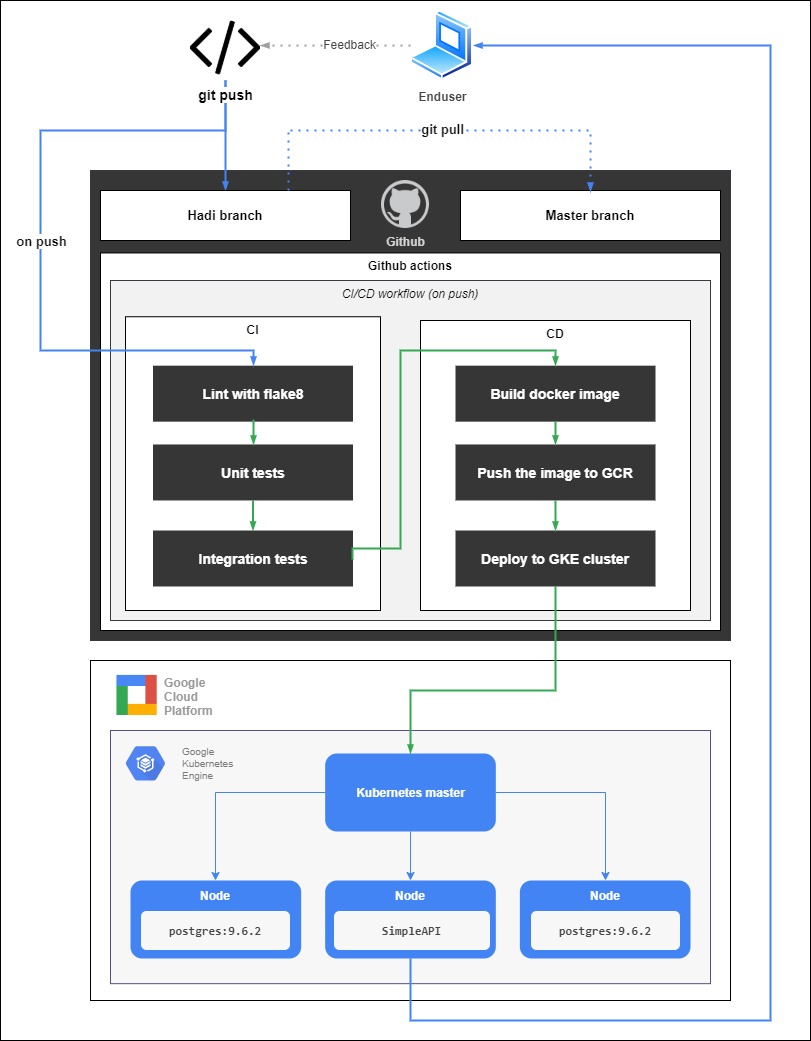 Feedback
git push
Enduser
git pull
Hadi branch
Master branch
Github
on push
Github actions
CI/CD workflow (on push)
CI
CD
Lint with flake8
Build docker image
Unit tests
Push the image to GCR
Integration tests
Deploy to GKE cluster
Google
Cloud
Platform
Google
Kubernetes
Engine
Kubernetes master
Node
Node
Node
postgres:9.6.2
SimpleAPI
postgres:9.6.2